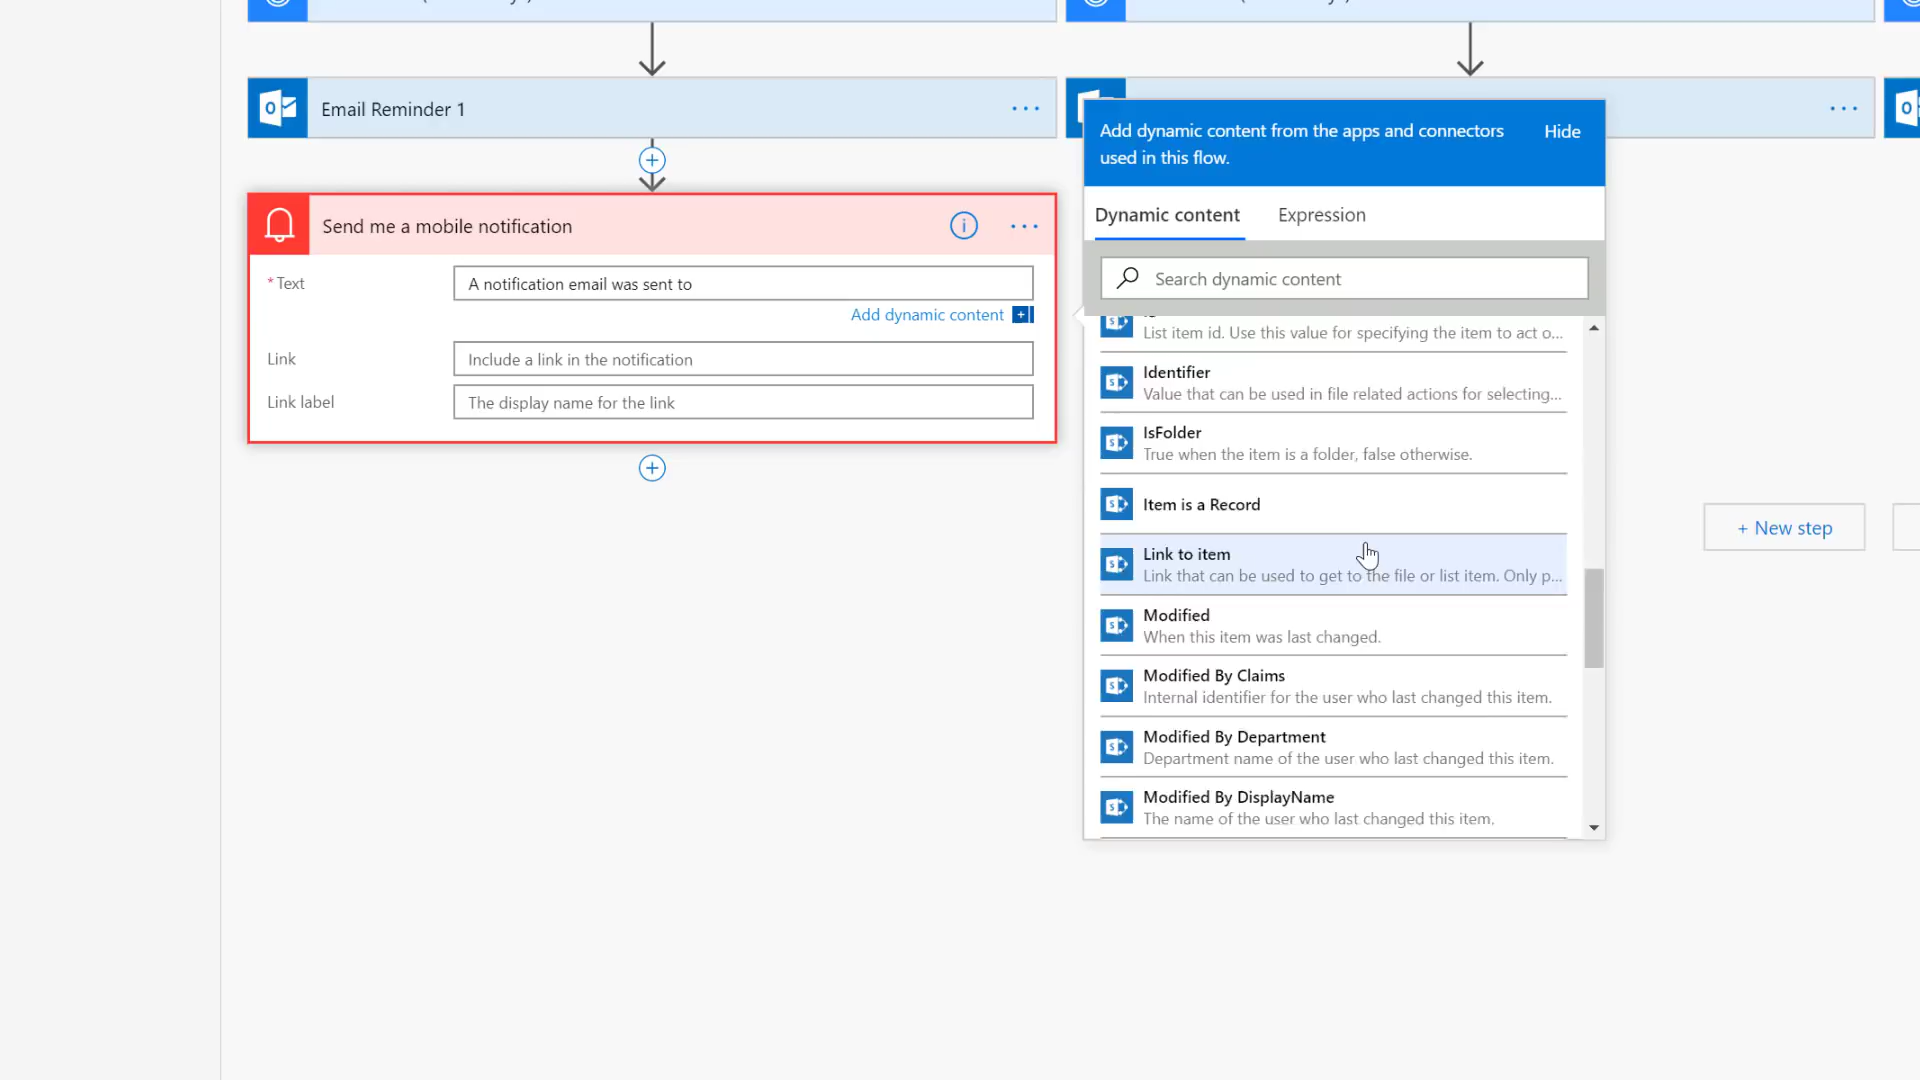 Email Reminder 1
Send me a mobile notification
* Text
A notification email was sent to
Add dynamic content
Link
Include a link in the notification
Link label
The display name for the link
Add dynamic content from the apps and connectors
used in this flow.
Hide
Dynamic content
Expression
Search dynamic content
List item id. Use this value for specifying the item to act o...
Identifier
Value that can be used in file related actions for selecting...
IsFolder
True when the item is a folder, false otherwise.
Item is a Record
Link to item
Link that can be used to get to the file or list item. Only p...
Modified
When this item was last changed.
Modified By Claims
Internal identifier for the user who last changed this item.
Modified By Department
Department name of the user who last changed this item.
Modified By DisplayName
The name of the user who last changed this item.
+ New step